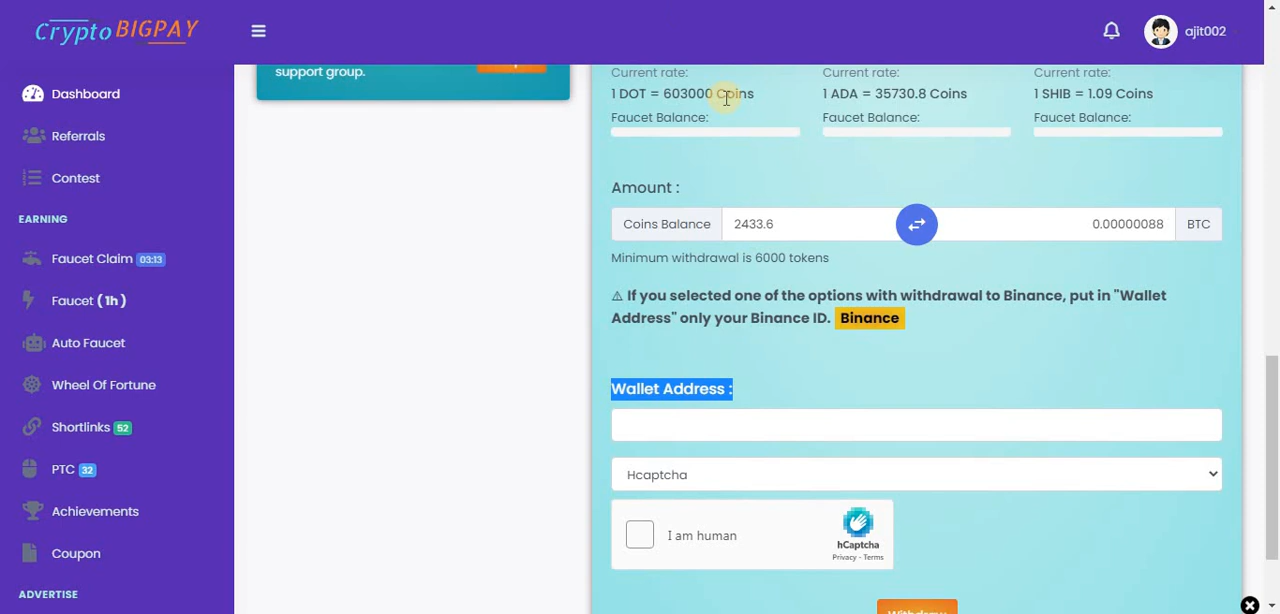 Crypto BIGPAY
ajit002
Dashboard
Referrals
Contest
EARNING
Faucet Claim 03:13
Faucet ( 1h )
Auto Faucet
Wheel Of Fortune
Shortlinks 52
PTC 32
Achievements
Coupon
ADVERTISE
support group.
Current rate:
1 DOT = 603000 Coins
Faucet Balance:
Current rate:
1 ADA = 35730.8 Coins
Faucet Balance:
Current rate:
1 SHIB = 1.09 Coins
Faucet Balance:
Amount :
Coins Balance 2433.6 0.00000088 BTC
Minimum withdrawal is 6000 tokens
⚠ If you selected one of the options with withdrawal to Binance, put in "Wallet
Address" only your Binance ID. Binance
Wallet Address :
Hcaptcha
I am human
hCaptcha
Privacy - Terms
Withdraw